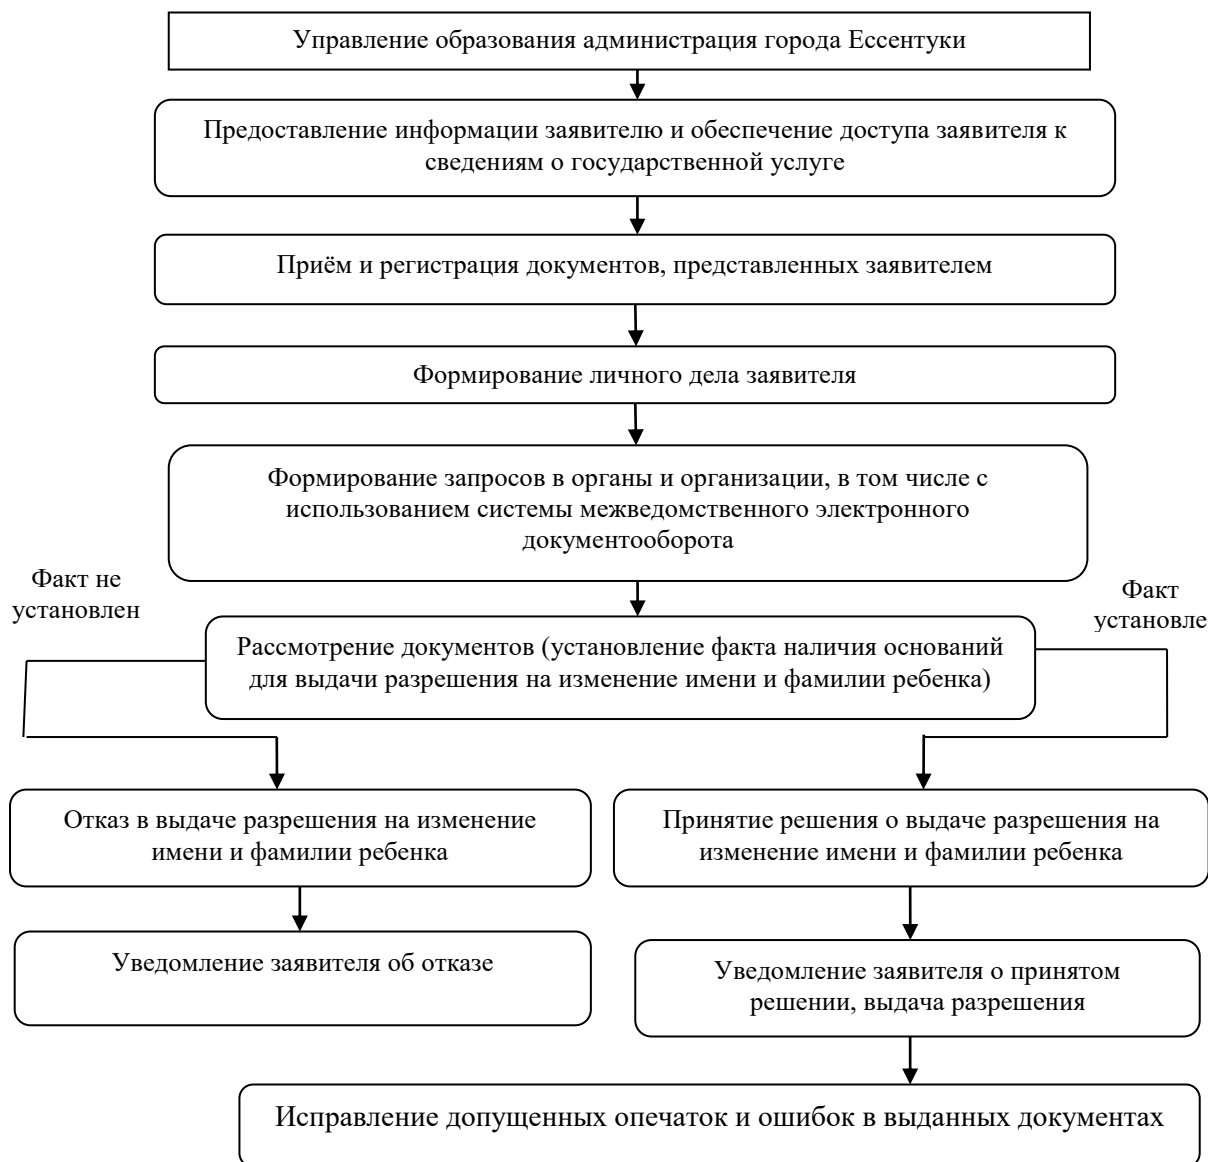 Управление образования администрация города Ессентуки
Предоставление информации заявителю и обеспечение доступа заявителя к
сведениям о государственной услуге
Приём и регистрация документов, представленных заявителем
Формирование личного дела заявителя
Формирование запросов в органы и организации, в том числе с
использованием системы межведомственного электронного
документооборота
Факт не
установлен
Факт
установле
Рассмотрение документов (установление факта наличия оснований
для выдачи разрешения на изменение имени и фамилии ребенка)
Отказ в выдаче разрешения на изменение
имени и фамилии ребенка
Принятие решения о выдаче разрешения на
изменение имени и фамилии ребенка
Уведомление заявителя об отказе
Уведомление заявителя о принятом
решении, выдача разрешения
Исправление допущенных опечаток и ошибок в выданных документах